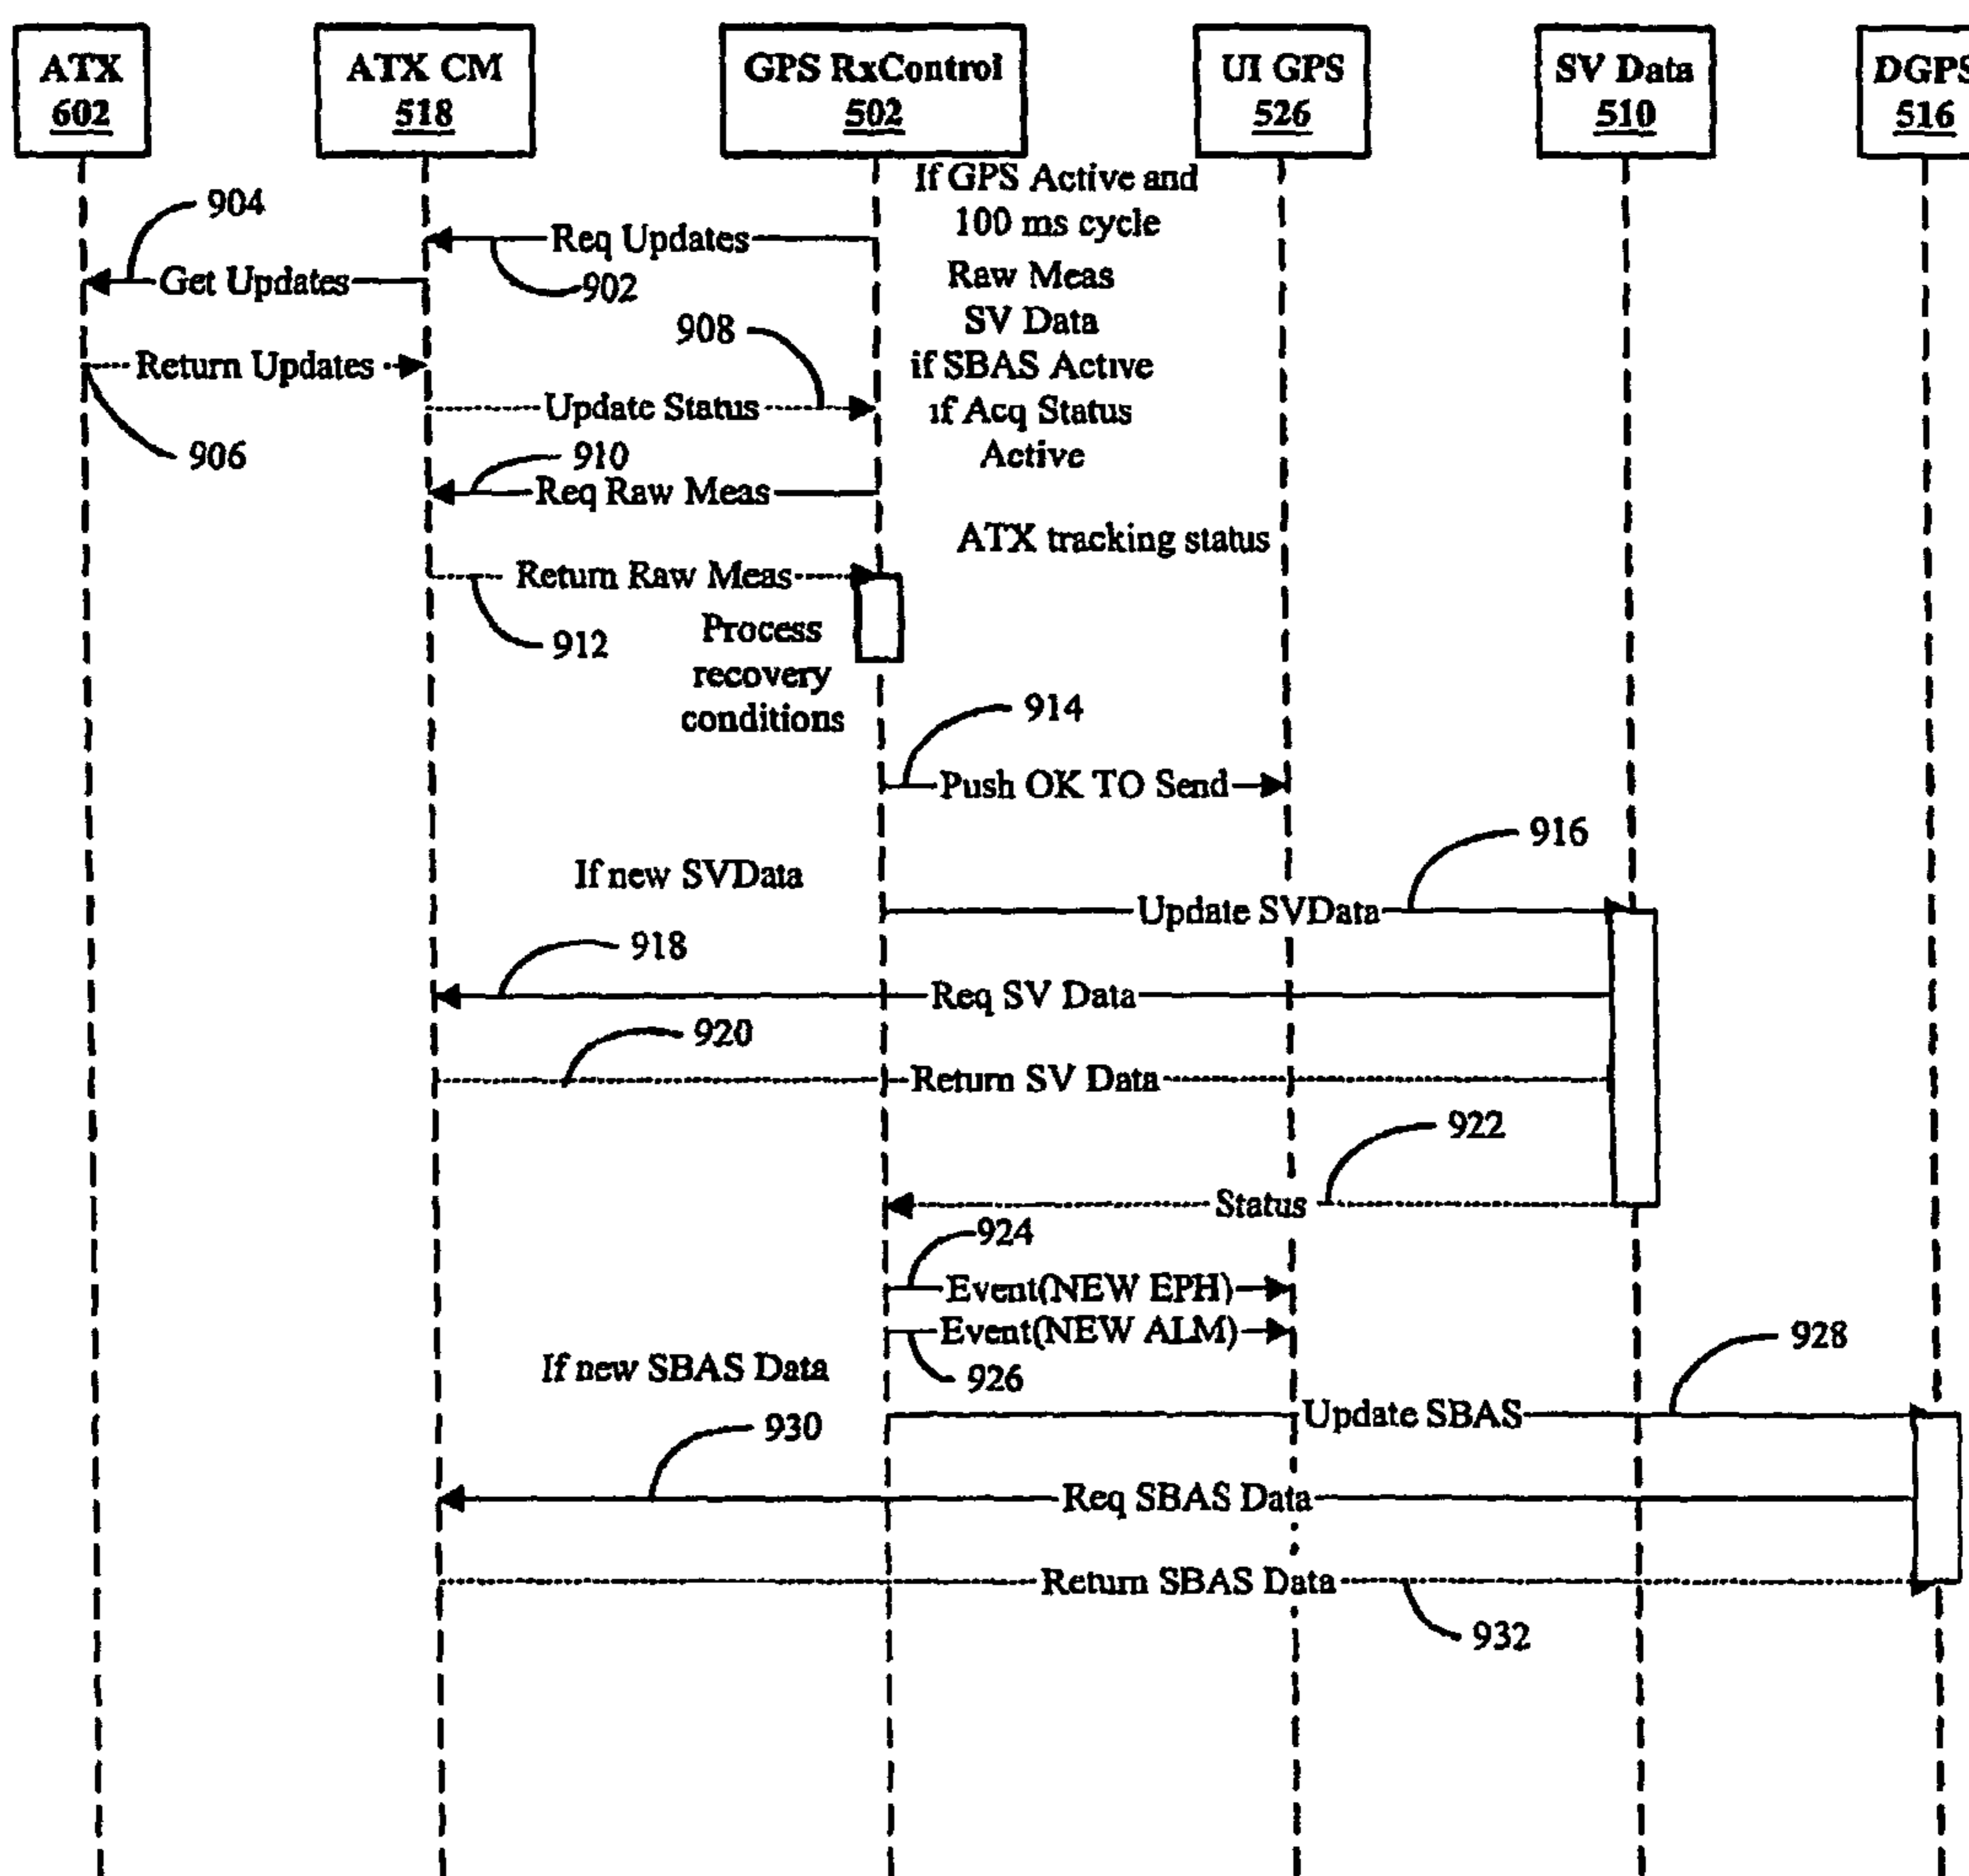 ATX
602
ATX CM
518
GPS RxControl
502
UI GPS
526
SV Data
510
DGPS
516
If GPS Active and
100 ms cycle
904
Req Updates
Get Updates
902
Raw Meas
SV Data
908
if SBAS Active
Return Updates
Update Status
if Acq Status
Active
906
910
Req Raw Meas
ATX tracking status
Return Raw Meas
912
Process
recovery
conditions
914
Push OK TO Send
916
If new SVData
Update SVData
918
Req SV Data
920
Return SV Data
922
Status
924
Event(NEW EPH)
Event(NEW ALM)
926
928
If new SBAS Data
Update SBAS
930
Req SBAS Data
Return SBAS Data
932